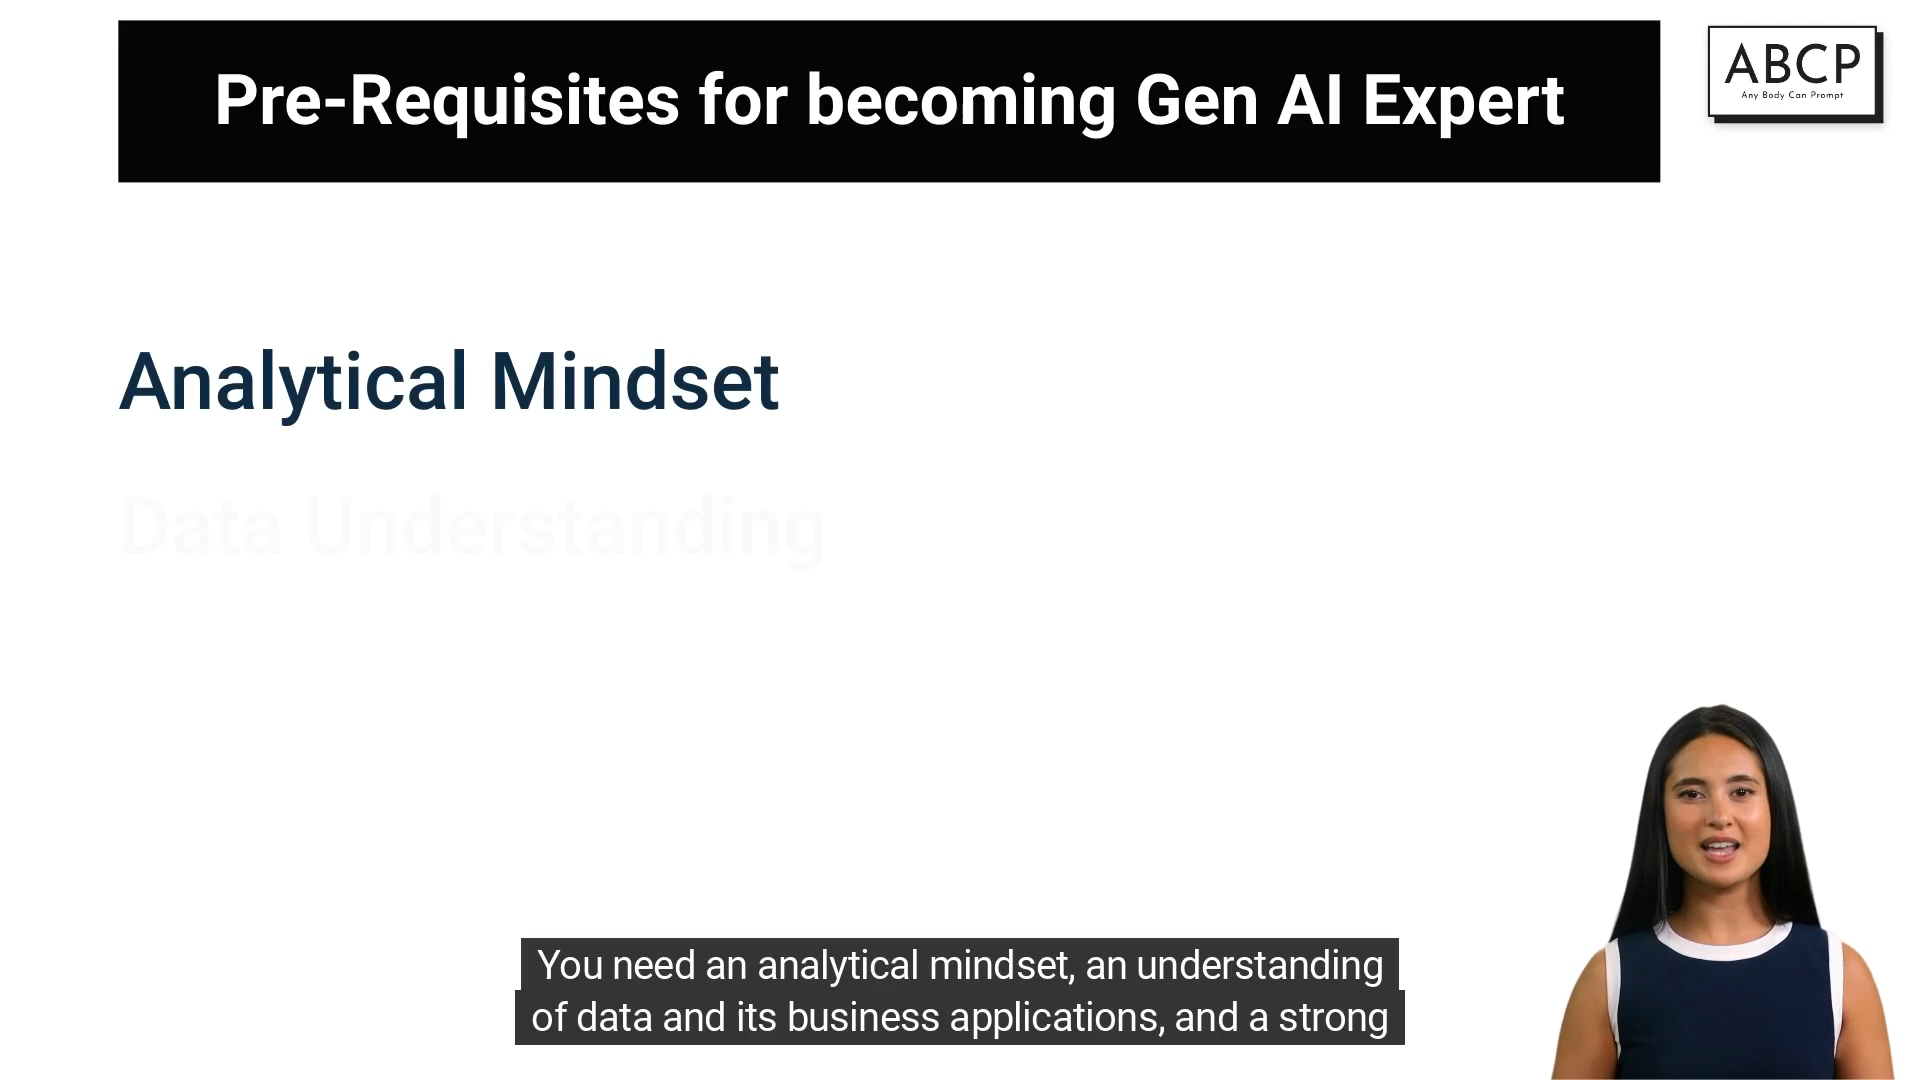 Pre-Requisites for becoming Gen AI Expert
ABCP
Any Body Can Prompt
Analytical Mindset
Data Understanding
You need an analytical mindset, an understanding
of data and its business applications, and a strong